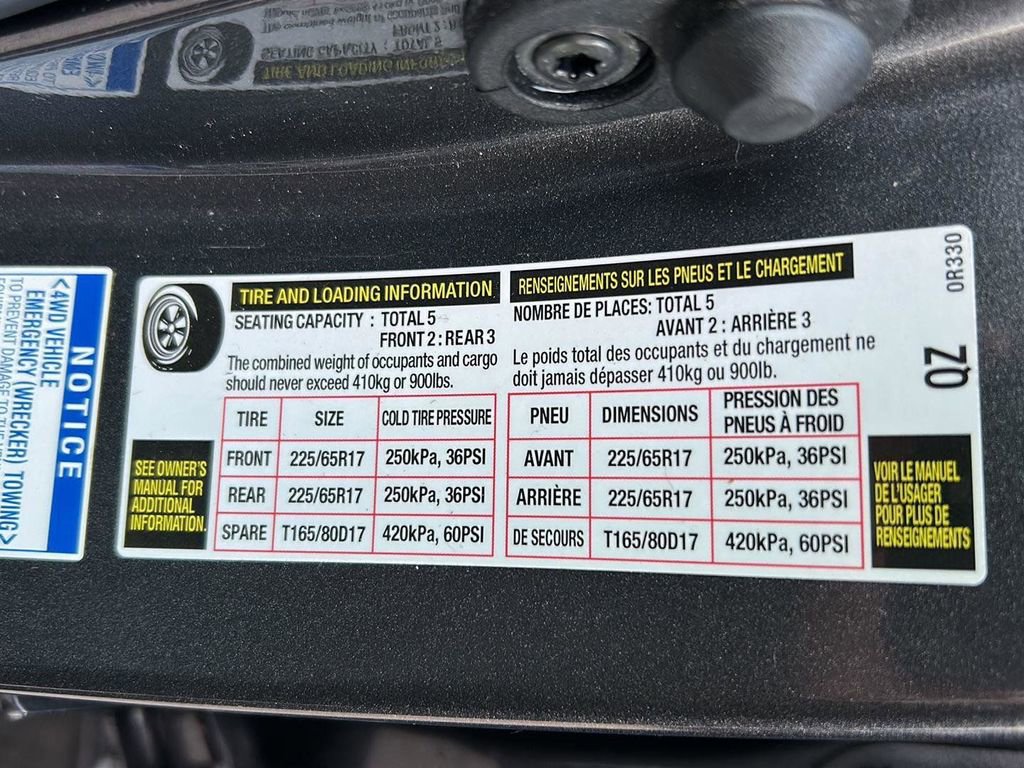 TIRE AND LOADING INFORMATION
SEATING CAPACITY : TOTAL 5
FRONT 2 : REAR 3
The combined weight of occupants and cargo
should never exceed 410kg or 900lbs.
TIRE SIZE COLD TIRE PRESSURE
FRONT 225/65R17 250kPa, 36PSI
REAR 225/65R17 250kPa, 36PSI
SPARE T165/80D17 420kPa, 60PSI
SEE OWNER'S
MANUAL FOR
ADDITIONAL
INFORMATION.
RENSEIGNEMENTS SUR LES PNEUS ET LE CHARGEMENT
NOMBRE DE PLACES: TOTAL 5
AVANT 2 : ARRIÈRE 3
Le poids total des occupants et du chargement ne
doit jamais dépasser 410kg ou 900lb.
PNEU DIMENSIONS PRESSION DES
PNEUS À FROID
AVANT 225/65R17 250kPa, 36PSI
ARRIÈRE 225/65R17 250kPa, 36PSI
DE SECOURS T165/80D17 420kPa, 60PSI
VOIR LE MANUEL
DE L'USAGER
POUR PLUS DE
RENSEIGNEMENTS
0R330
QZ
NOTICE
<4WD VEHICLE
EMERGENCY (WRECKER) TOWING>
TO PREVENT DAMAGE TO THE